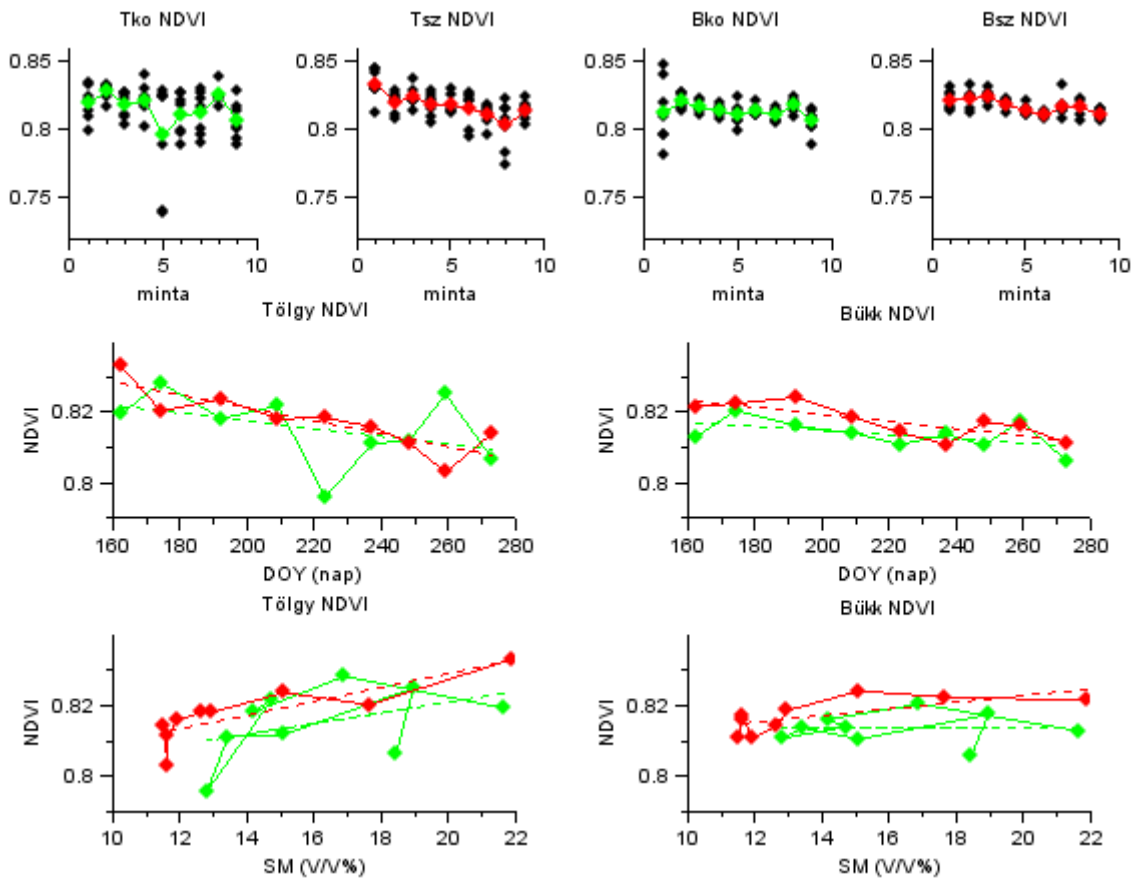 Tko NDVI
Tsz NDVI
Bko NDVI
Bsz NDVI
0.85
0.85
0.85
0.85
0.8
0.8
0.8
0.8
0.75
0.75
0.75
0.75
0 5 10
0 5 10
0 5 10
0 5 10
minta
minta
minta
minta
Tölgy NDVI
Bükk NDVI
NDVI
0.82
0.8
NDVI
0.82
0.8
160 180 200 220 240 260 280
160 180 200 220 240 260 280
DOY (nap)
DOY (nap)
Tölgy NDVI
Bükk NDVI
NDVI
0.82
0.8
NDVI
0.82
0.8
10 12 14 16 18 20 22
10 12 14 16 18 20 22
SM (V/V%)
SM (V/V%)